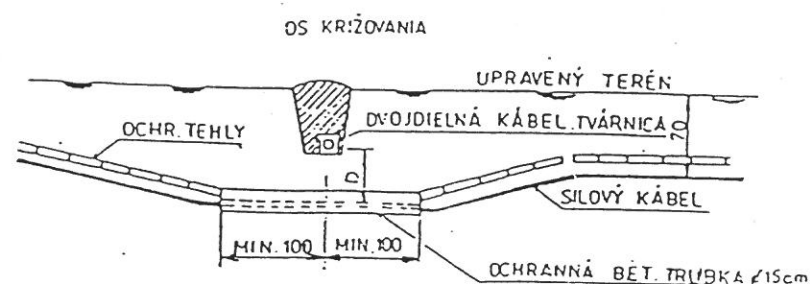 OS KRIŽOVANIA
UPRAVENÝ TERÉN
DVOJDIELNÁ KÁBEL. TVÁRNICA
OCHR. TEHLY
70
D
SILOVÝ KÁBEL
MIN. 100 MIN. 100
OCHRANNÁ BET. TRUBKA ⌀15cm